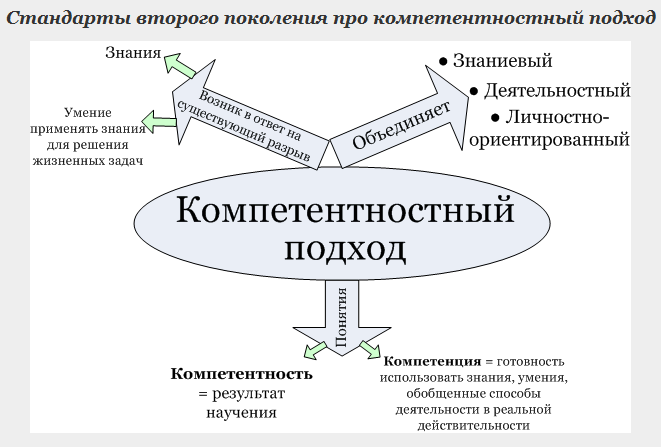 Стандарты второго поколения про компетентностный подход
Знания
Умение
применять знания
для решения
жизненных задач
Возник в ответ на
существующий разрыв
Объединяет
● Знаниевый
● Деятельностный
● Личностно-
ориентированный
Компетентностный
подход
Понятия
Компетентность
= результат
научения
Компетенция = готовность
использовать знания, умения,
обобщенные способы
деятельности в реальной
действительности